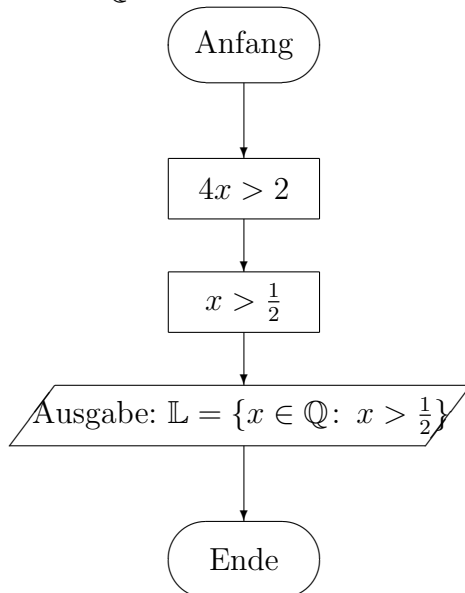 Anfang
4x > 2
x > 1/2
Ausgabe: 𝕃 = {x ∈ ℚ: x > 1/2}
Ende